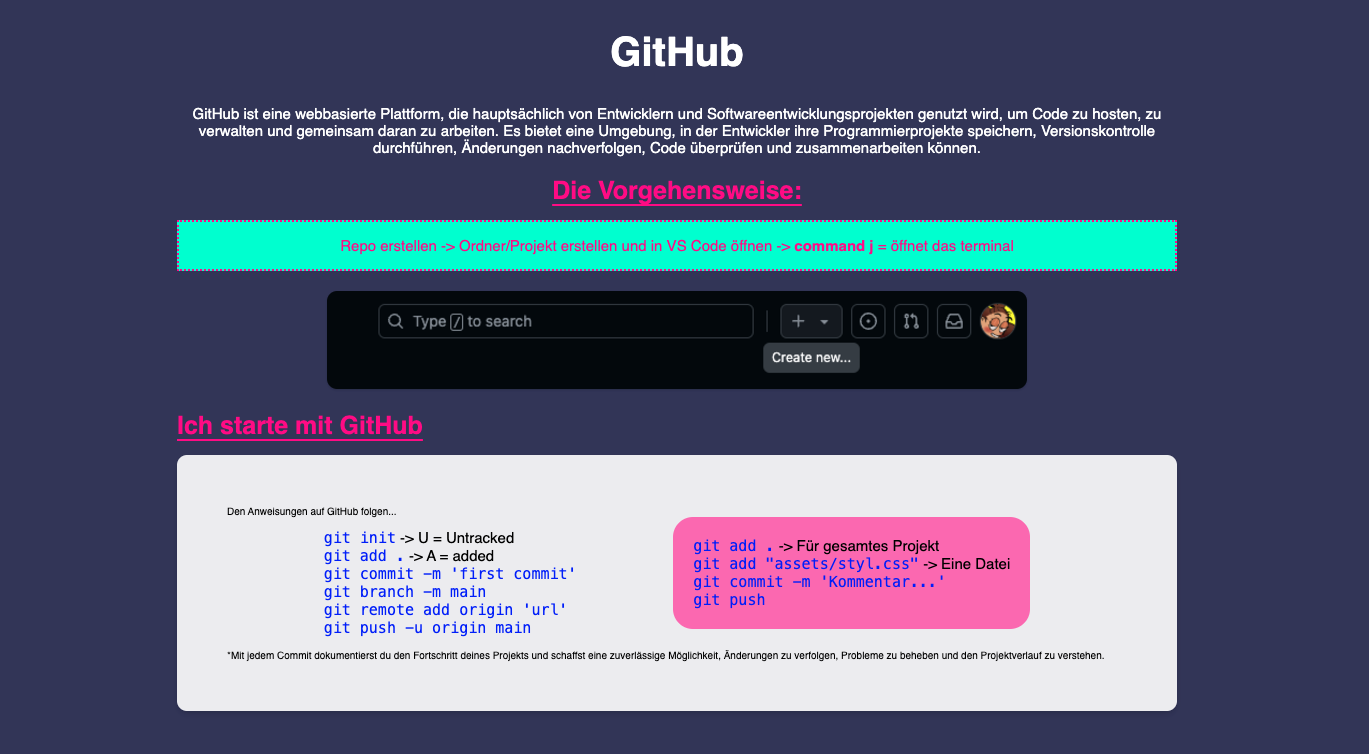 GitHub
GitHub ist eine webbasierte Plattform, die hauptsächlich von Entwicklern und Softwareentwicklungsprojekten genutzt wird, um Code zu hosten, zu
verwalten und gemeinsam daran zu arbeiten. Es bietet eine Umgebung, in der Entwickler ihre Programmierprojekte speichern, Versionskontrolle
durchführen, Änderungen nachverfolgen, Code überprüfen und zusammenarbeiten können.
Die Vorgehensweise:
Repo erstellen -> Ordner/Projekt erstellen und in VS Code öffnen -> command j = öffnet das terminal
Type / to search
Create new...
Ich starte mit GitHub
Den Anweisungen auf GitHub folgen...
git init -> U = Untracked
git add . -> A = added
git commit -m 'first commit'
git branch -m main
git remote add origin 'url'
git push -u origin main
git add . -> Für gesamtes Projekt
git add "assets/styl.css" -> Eine Datei
git commit -m 'Kommentar...'
git push
*Mit jedem Commit dokumentierst du den Fortschritt deines Projekts und schaffst eine zuverlässige Möglichkeit, Änderungen zu verfolgen, Probleme zu beheben und den Projektverlauf zu verstehen.